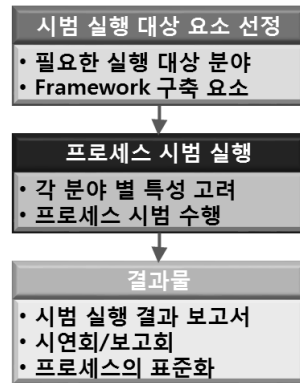 시범 실행 대상 요소 선정
• 필요한 실행 대상 분야
• Framework 구축 요소
프로세스 시범 실행
• 각 분야 별 특성 고려
• 프로세스 시범 수행
결과물
• 시범 실행 결과 보고서
• 시연회/보고회
• 프로세스의 표준화